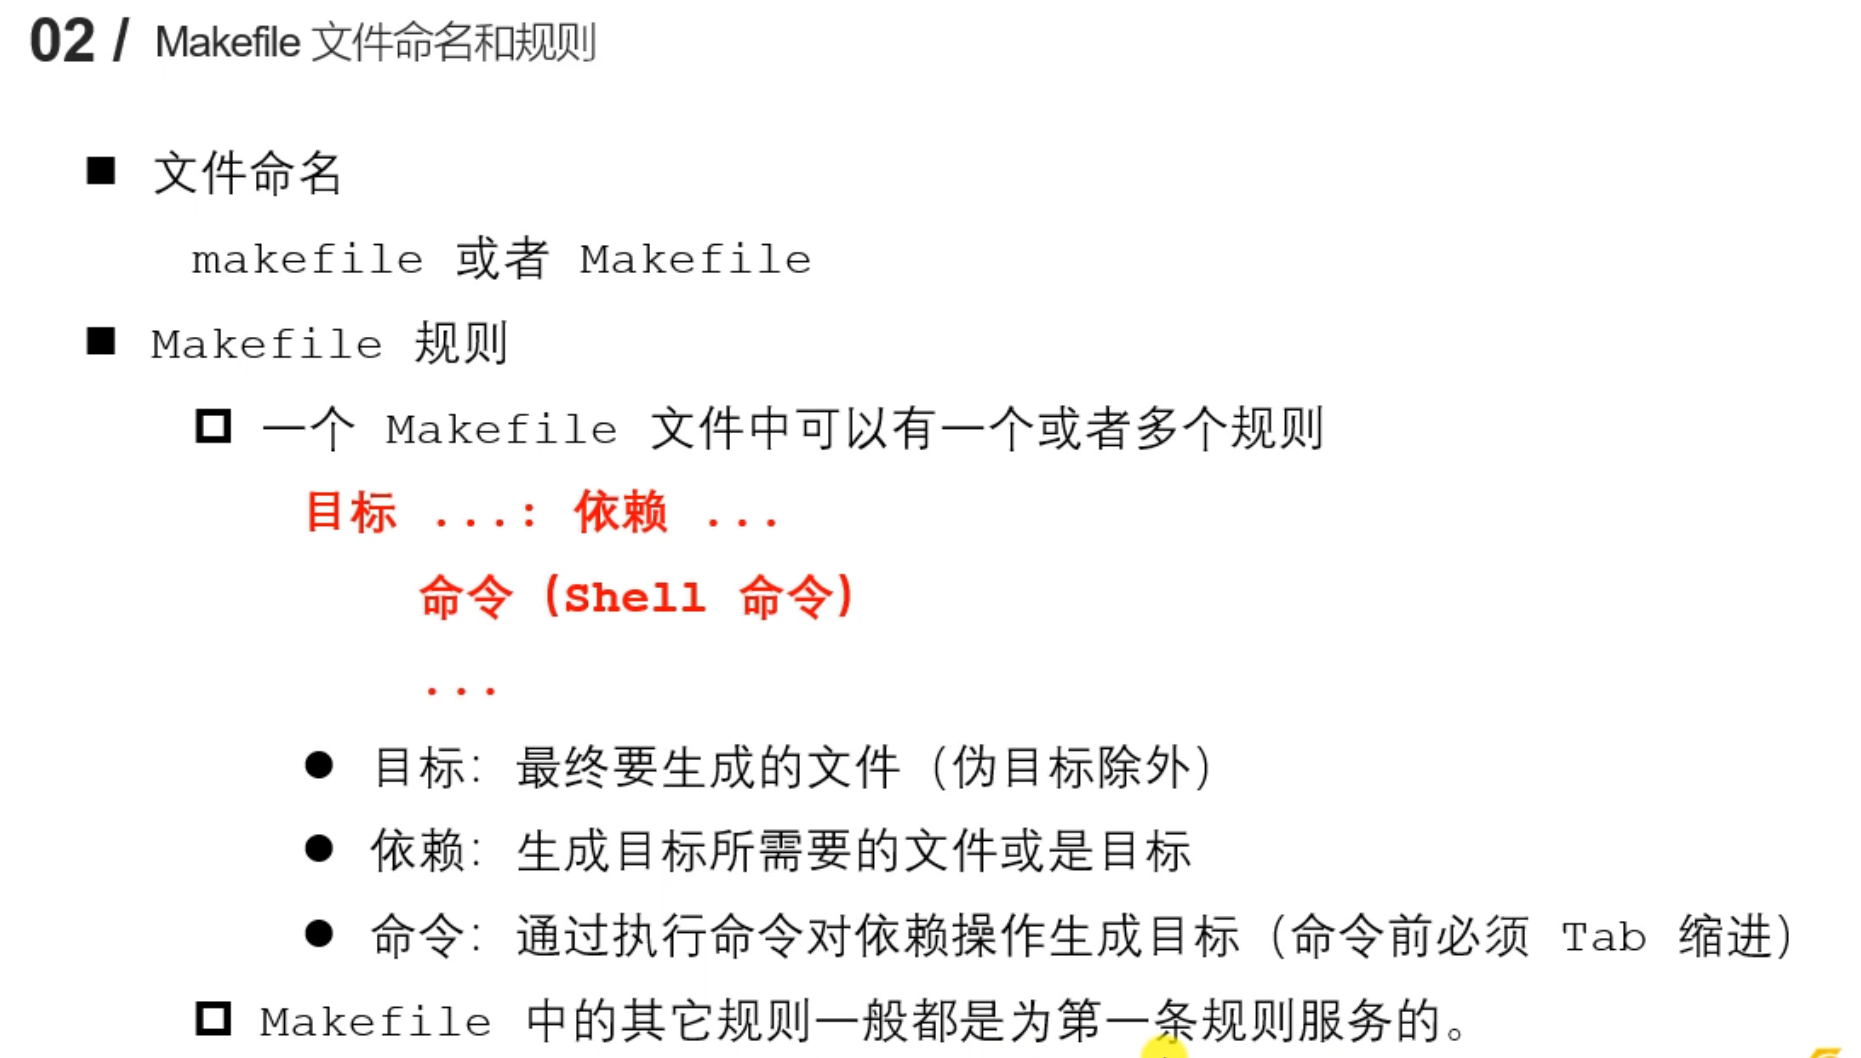 02 / Makefile 文件命名和规则
文件命名
makefile 或者 Makefile
Makefile 规则
一个 Makefile 文件中可以有一个或者多个规则
目标 ...: 依赖 ...
命令（Shell 命令）
...
目标：最终要生成的文件（伪目标除外）
依赖：生成目标所需要的文件或是目标
命令：通过执行命令对依赖操作生成目标（命令前必须 Tab 缩进）
Makefile 中的其它规则一般都是为第一条规则服务的。